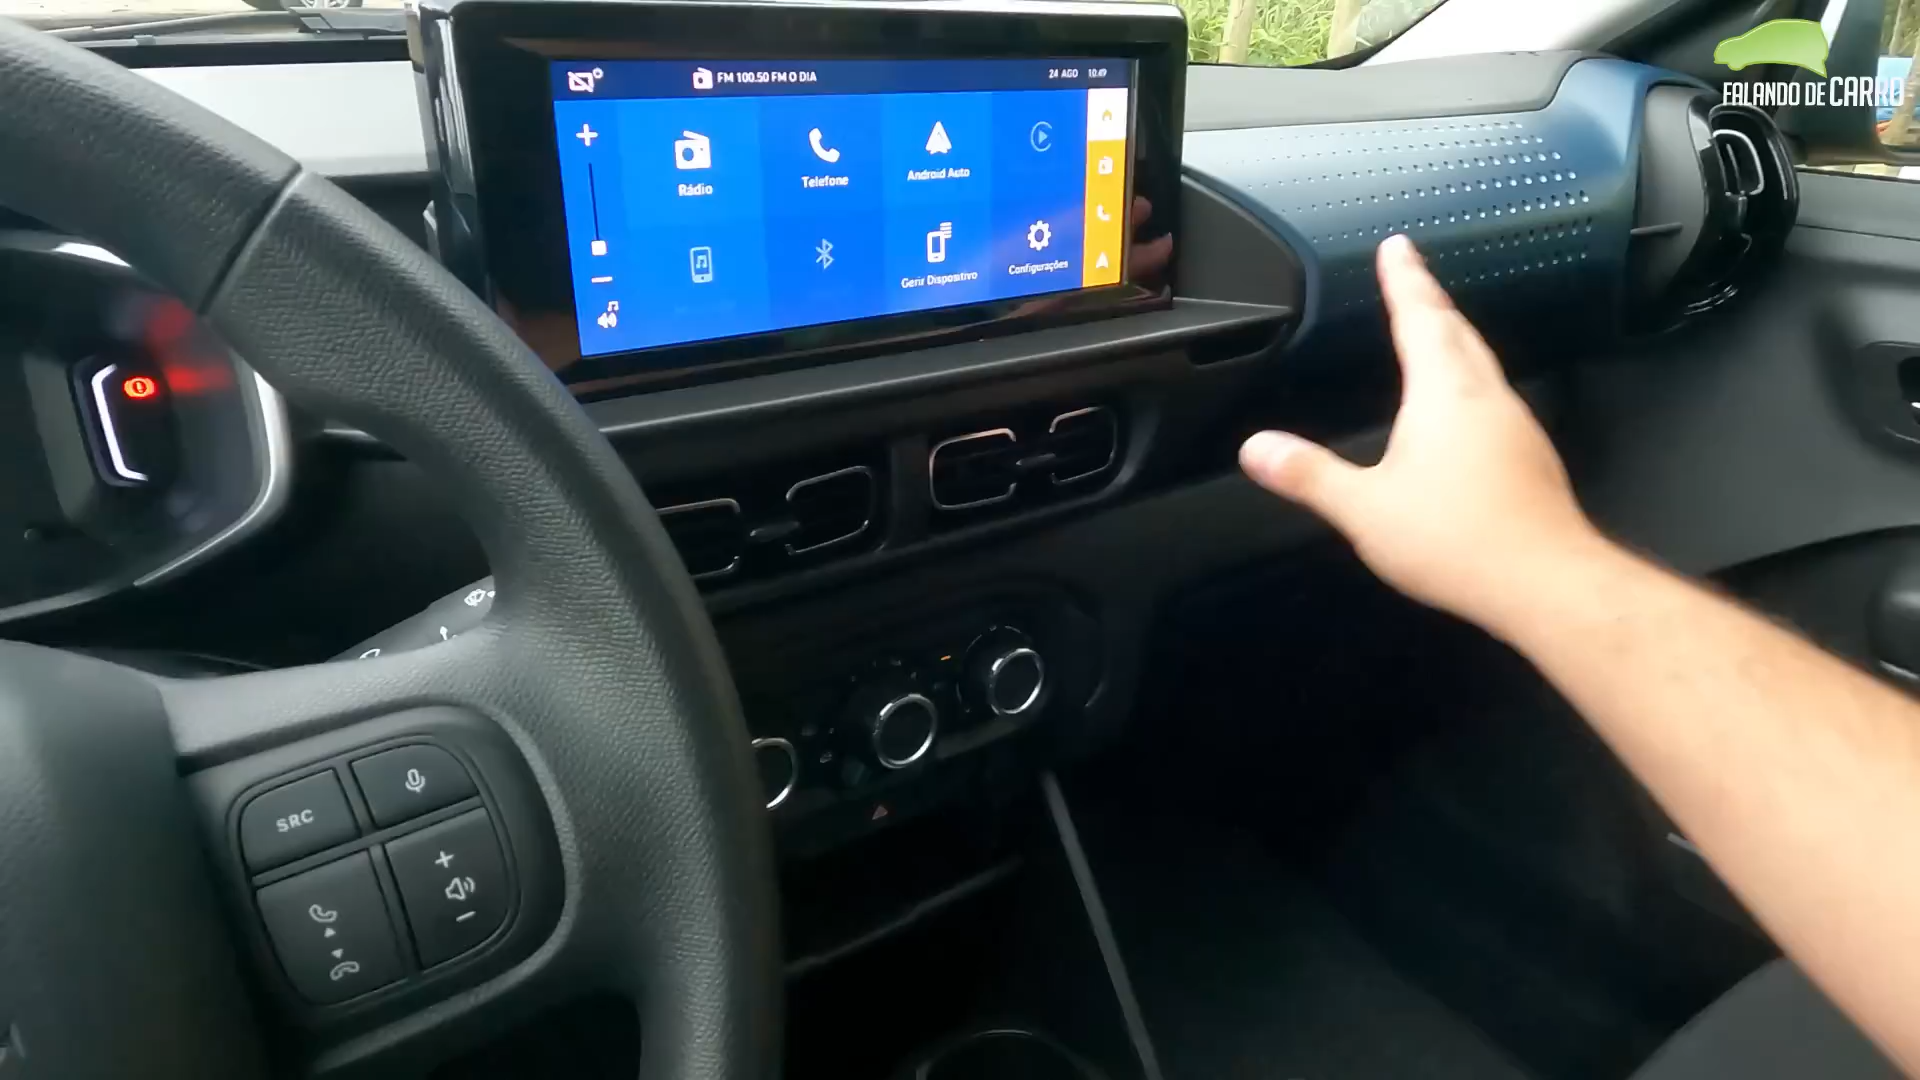 FALANDO DE CARRO
FM 100.50 FM O DIA
24 AGO 10:49
Rádio
Telefone
Android Auto
Gerir Dispositivo
Configurações
SRC